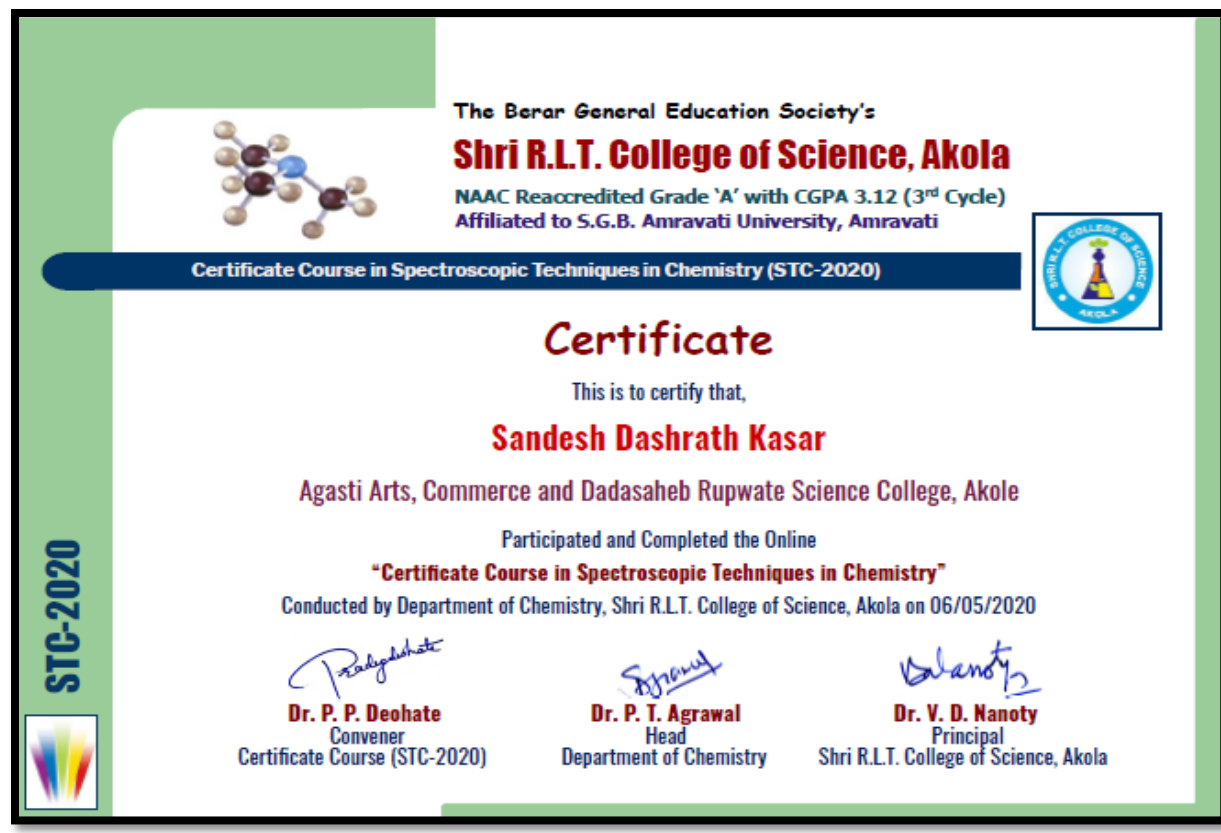 The Berar General Education Society's
Shri R.L.T. College of Science, Akola
NAAC Reaccredited Grade 'A' with CGPA 3.12 (3rd Cycle)
Affiliated to S.G.B. Amravati University, Amravati
SHRI R.L.T. COLLEGE OF SCIENCE
AKOLA
Certificate Course in Spectroscopic Techniques in Chemistry (STC-2020)
Certificate
This is to certify that,
Sandesh Dashrath Kasar
Agasti Arts, Commerce and Dadasaheb Rupwate Science College, Akole
Participated and Completed the Online
"Certificate Course in Spectroscopic Techniques in Chemistry"
Conducted by Department of Chemistry, Shri R.L.T. College of Science, Akola on 06/05/2020
STC-2020
Dr. P. P. Deohate
Convener
Certificate Course (STC-2020)
Dr. P. T. Agrawal
Head
Department of Chemistry
Dr. V. D. Nanoty
Principal
Shri R.L.T. College of Science, Akola